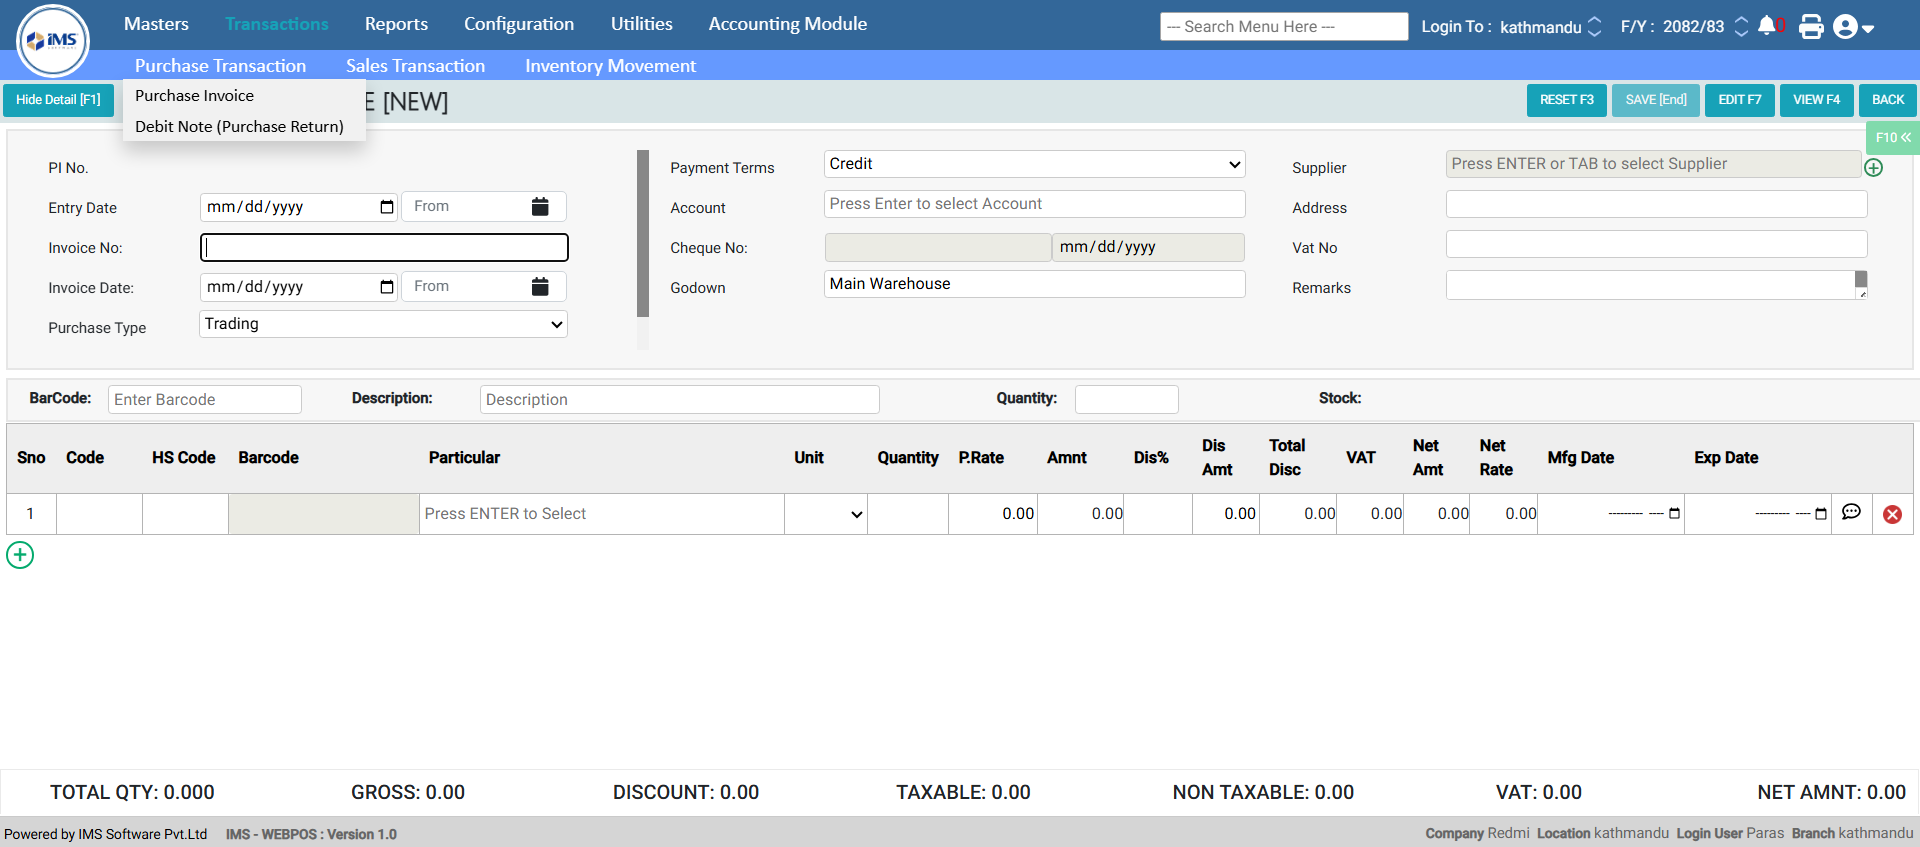 iMS
SOFTWARE
Masters Transactions Reports Configuration Utilities Accounting Module
--- Search Menu Here --- Login To : kathmandu F/Y : 2082/83 0
Purchase Transaction Sales Transaction Inventory Movement
Hide Detail [F1] E [NEW] RESET F3 SAVE [End] EDIT F7 VIEW F4 BACK
Purchase Invoice
Debit Note (Purchase Return)
F10 «
PI No.
Entry Date mm/dd/yyyy From
Invoice No:
Invoice Date: mm/dd/yyyy From
Purchase Type Trading
Payment Terms Credit
Account Press Enter to select Account
Cheque No: mm/dd/yyyy
Godown Main Warehouse
Supplier Press ENTER or TAB to select Supplier
Address
Vat No
Remarks
BarCode: Enter Barcode Description: Description Quantity: Stock:
Sno Code HS Code Barcode Particular Unit Quantity P.Rate Amnt Dis% Dis Amt Total Disc VAT Net Amt Net Rate Mfg Date Exp Date
1 Press ENTER to Select 0.00 0.00 0.00 0.00 0.00 0.00 0.00 --------- ---- --------- ----
TOTAL QTY: 0.000 GROSS: 0.00 DISCOUNT: 0.00 TAXABLE: 0.00 NON TAXABLE: 0.00 VAT: 0.00 NET AMNT: 0.00
Powered by IMS Software Pvt.Ltd IMS - WEBPOS : Version 1.0 Company Redmi Location kathmandu Login User Paras Branch kathmandu